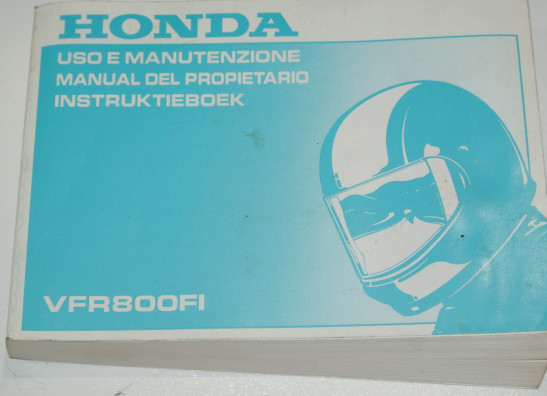 HONDA
USO E MANUTENZIONE
MANUAL DEL PROPIETARIO
INSTRUKTIEBOEK
VFR800FI